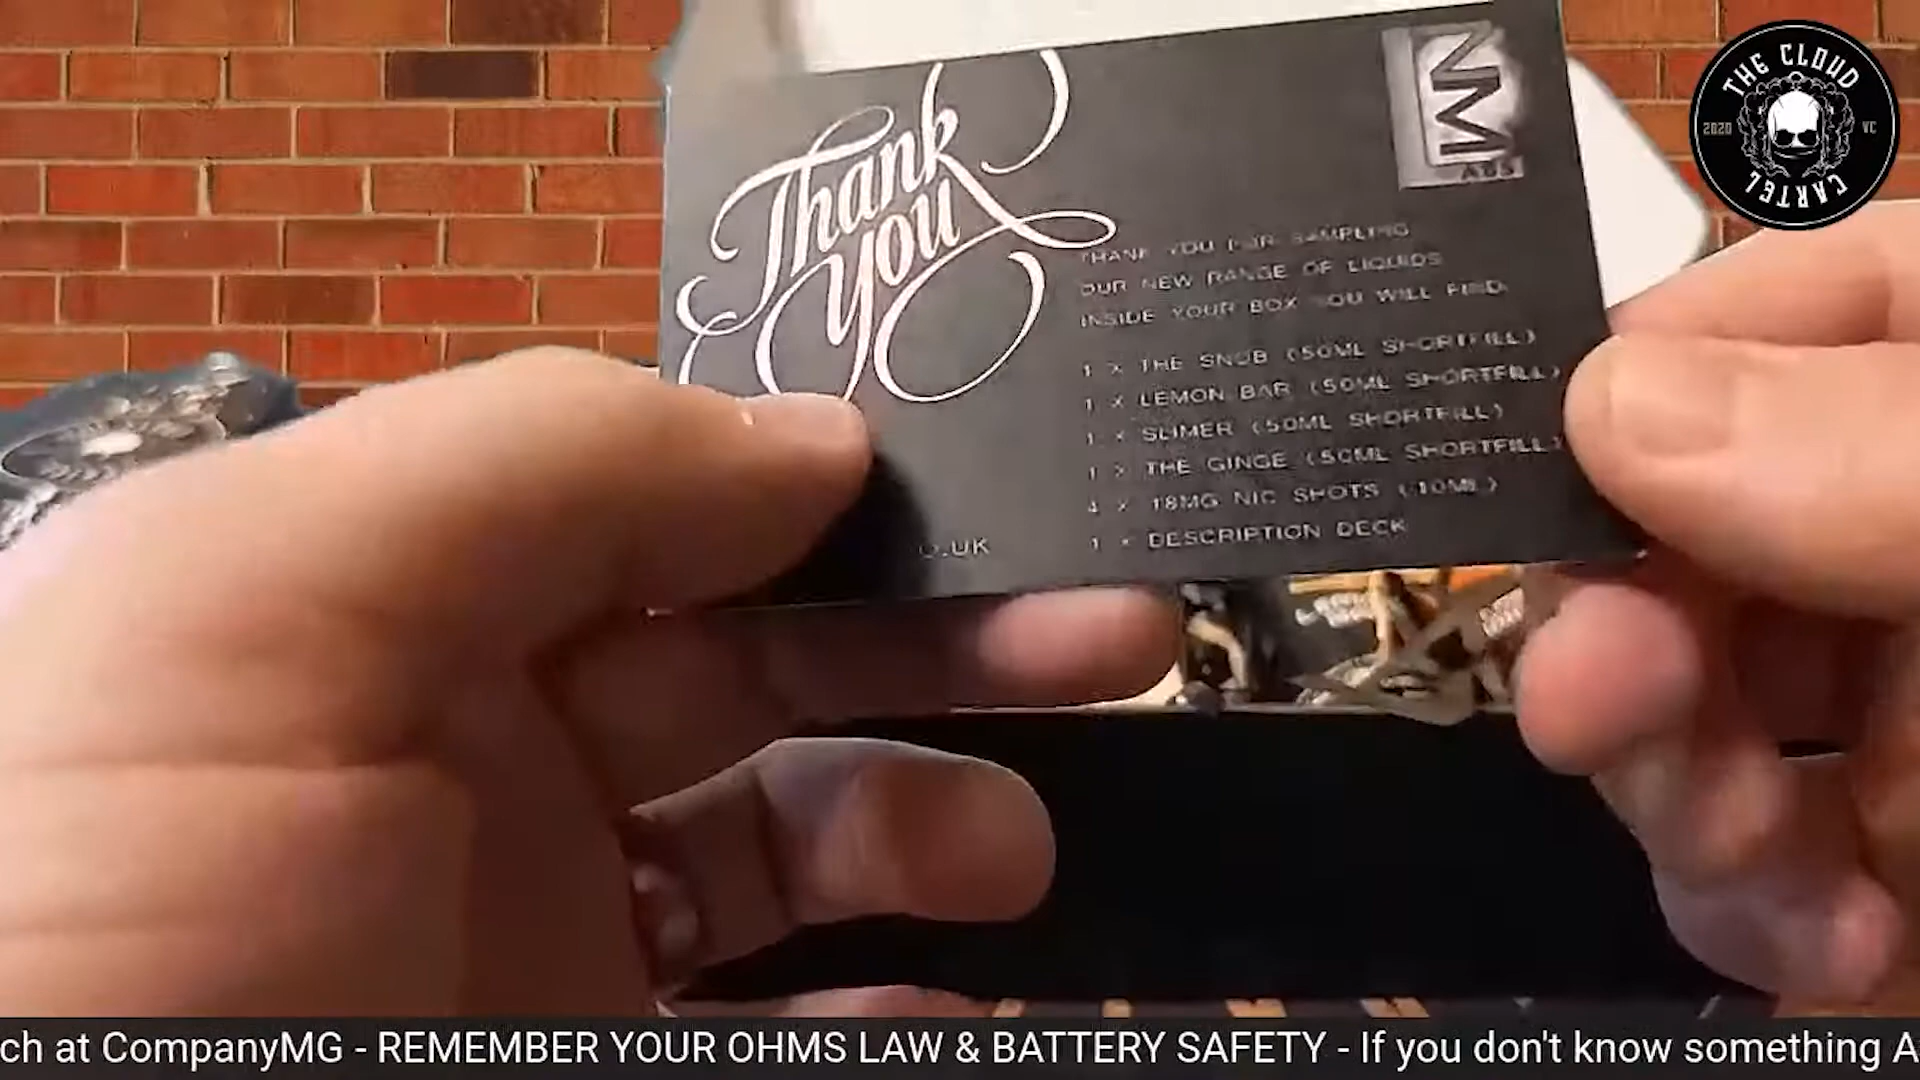 THE CLOUD
2020 VC
CARTEL
Thank
You
NM
LABS
THANK YOU FOR SAMPLING
OUR NEW RANGE OF LIQUIDS
INSIDE YOUR BOX YOU WILL FIND:
1 x THE SNUB (50ML SHORTFILL)
1 x LEMON BAR (50ML SHORTFILL)
1 x SLIMER (50ML SHORTFILL)
1 x THE GINGE (50ML SHORTFILL)
4 x 18MG NIC SHOTS (10ML)
1 x DESCRIPTION DECK
O.UK
ch at CompanyMG - REMEMBER YOUR OHMS LAW & BATTERY SAFETY - If you don't know something A